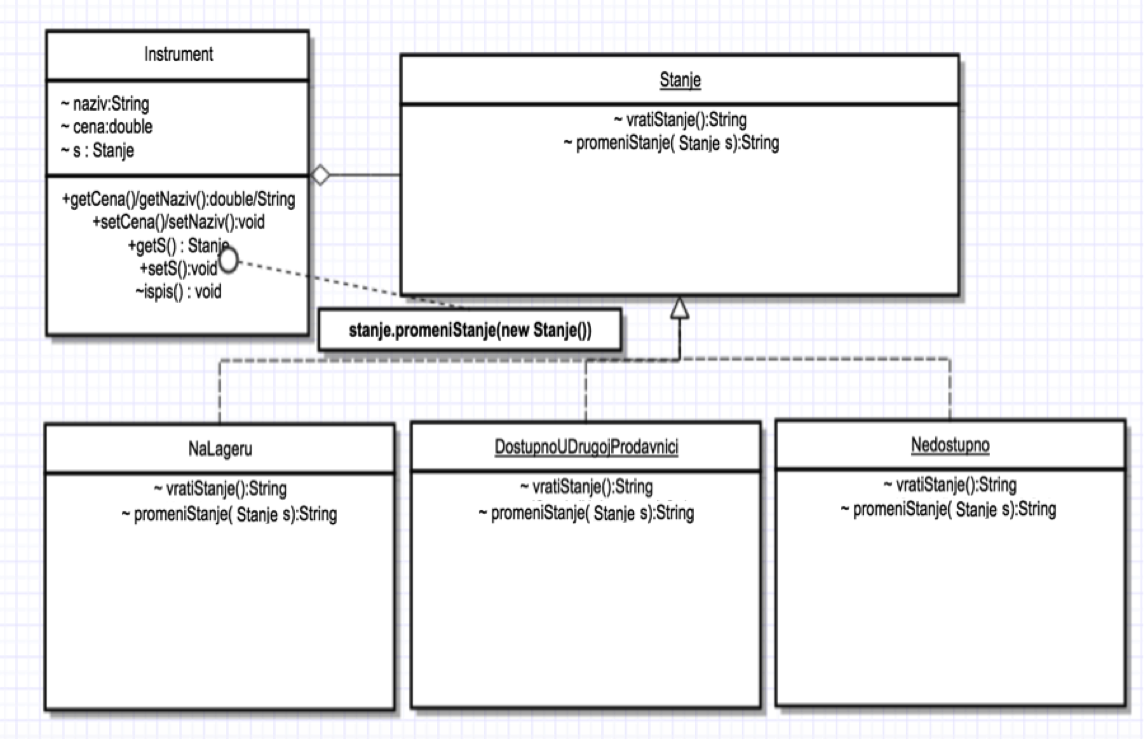 Instrument
~ naziv:String
~ cena:double
~ s : Stanje
+getCena()/getNaziv():double/String
+setCena()/setNaziv():void
+getS() : Stanje
+setS():void
~ispis() : void
Stanje
~ vratiStanje():String
~ promeniStanje( Stanje s):String
stanje.promeniStanje(new Stanje())
NaLageru
~ vratiStanje():String
~ promeniStanje( Stanje s):String
DostupnoUDrugojProdavnici
~ vratiStanje():String
~ promeniStanje( Stanje s):String
Nedostupno
~ vratiStanje():String
~ promeniStanje( Stanje s):String